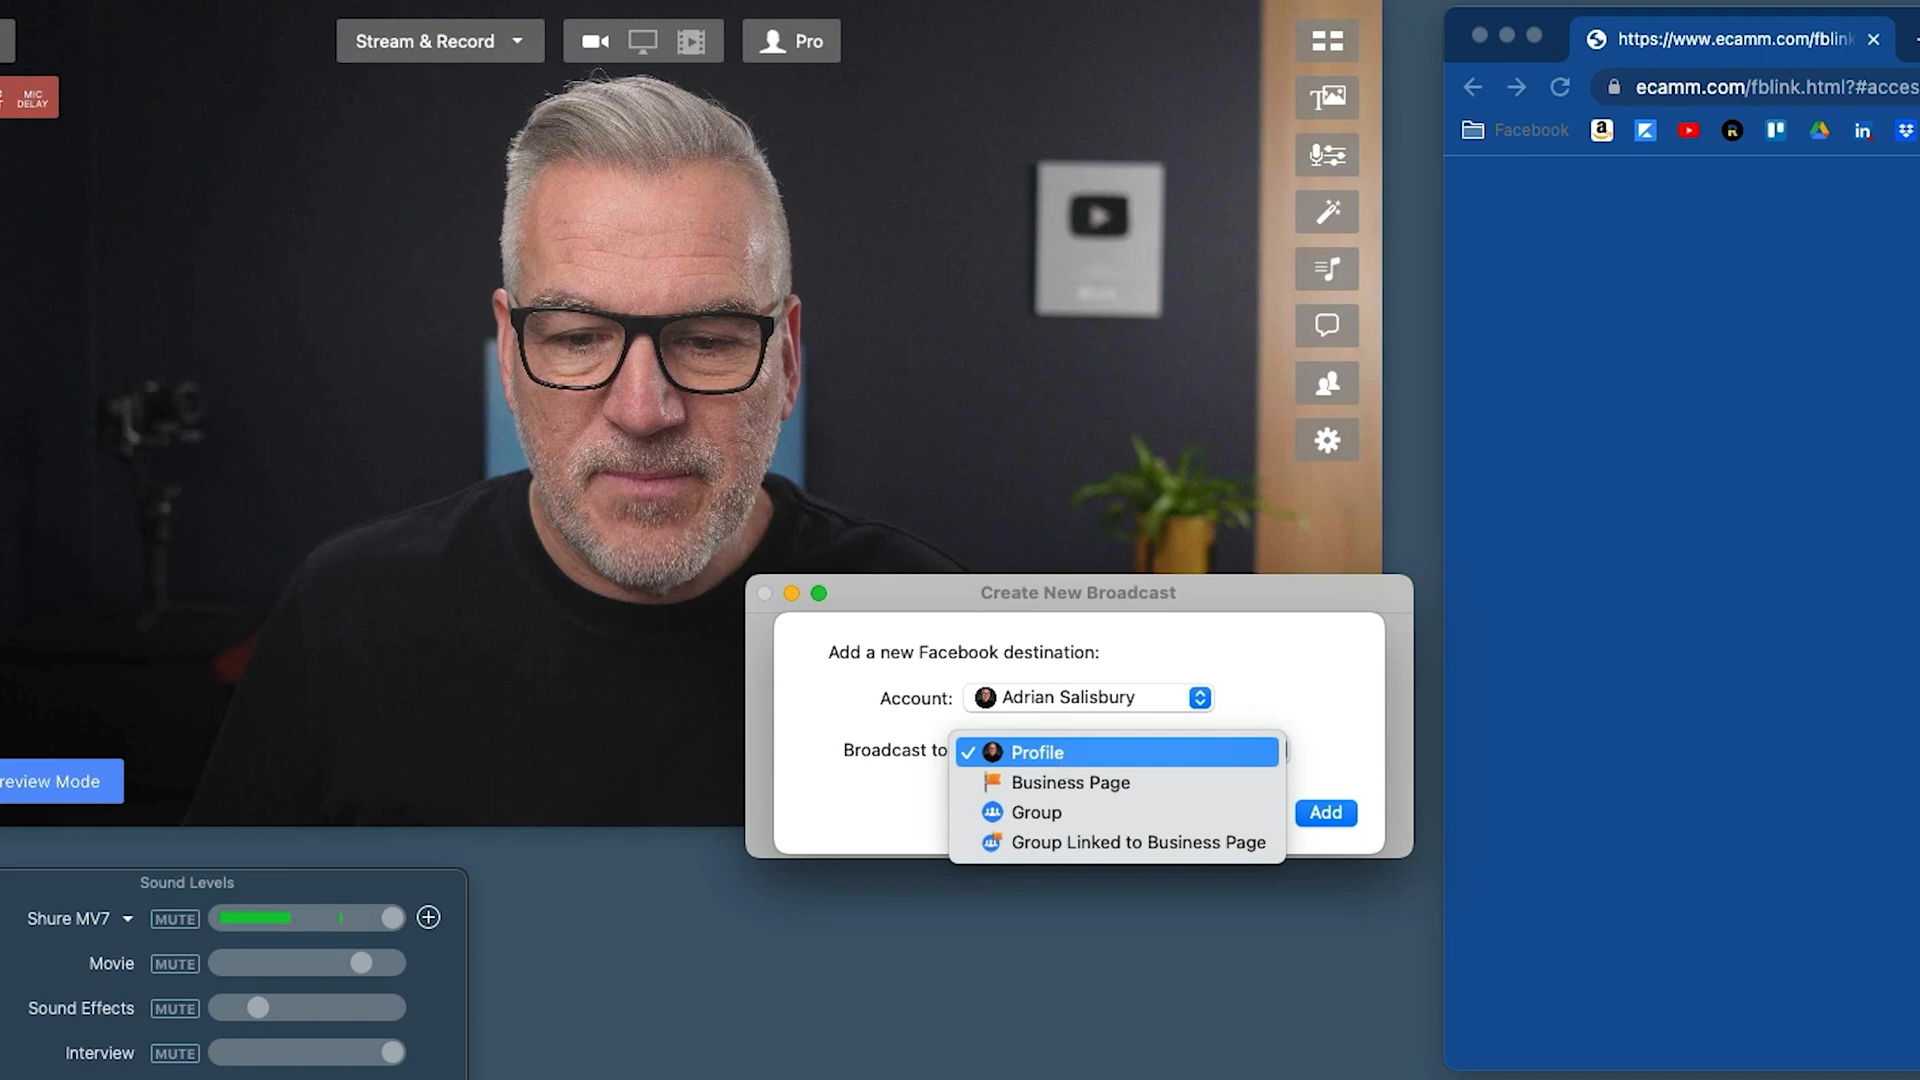 Stream & Record
Pro
MIC
DELAY
https://www.ecamm.com/fblink
ecamm.com/fblink.html?#acces
Facebook
Create New Broadcast
Add a new Facebook destination:
Account:
Adrian Salisbury
Broadcast to
Profile
Business Page
Group
Group Linked to Business Page
Add
review Mode
Sound Levels
Shure MV7
MUTE
Movie
MUTE
Sound Effects
MUTE
Interview
MUTE